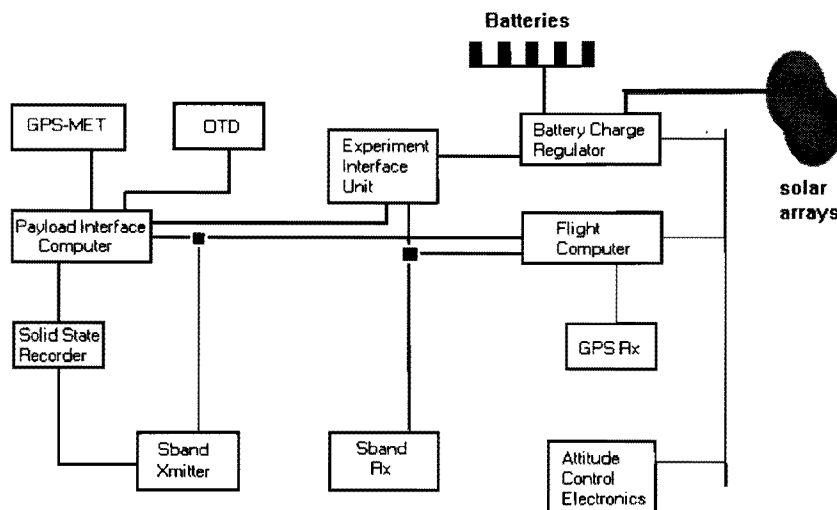 Batteries
GPS-MET
OTD
Experiment
Interface
Unit
Battery Charge
Regulator
solar
arrays
Payload Interface
Computer
Flight
Computer
Solid State
Recorder
GPS Rx
Sband
Xmitter
Sband
Rx
Attitude
Control
Electronics